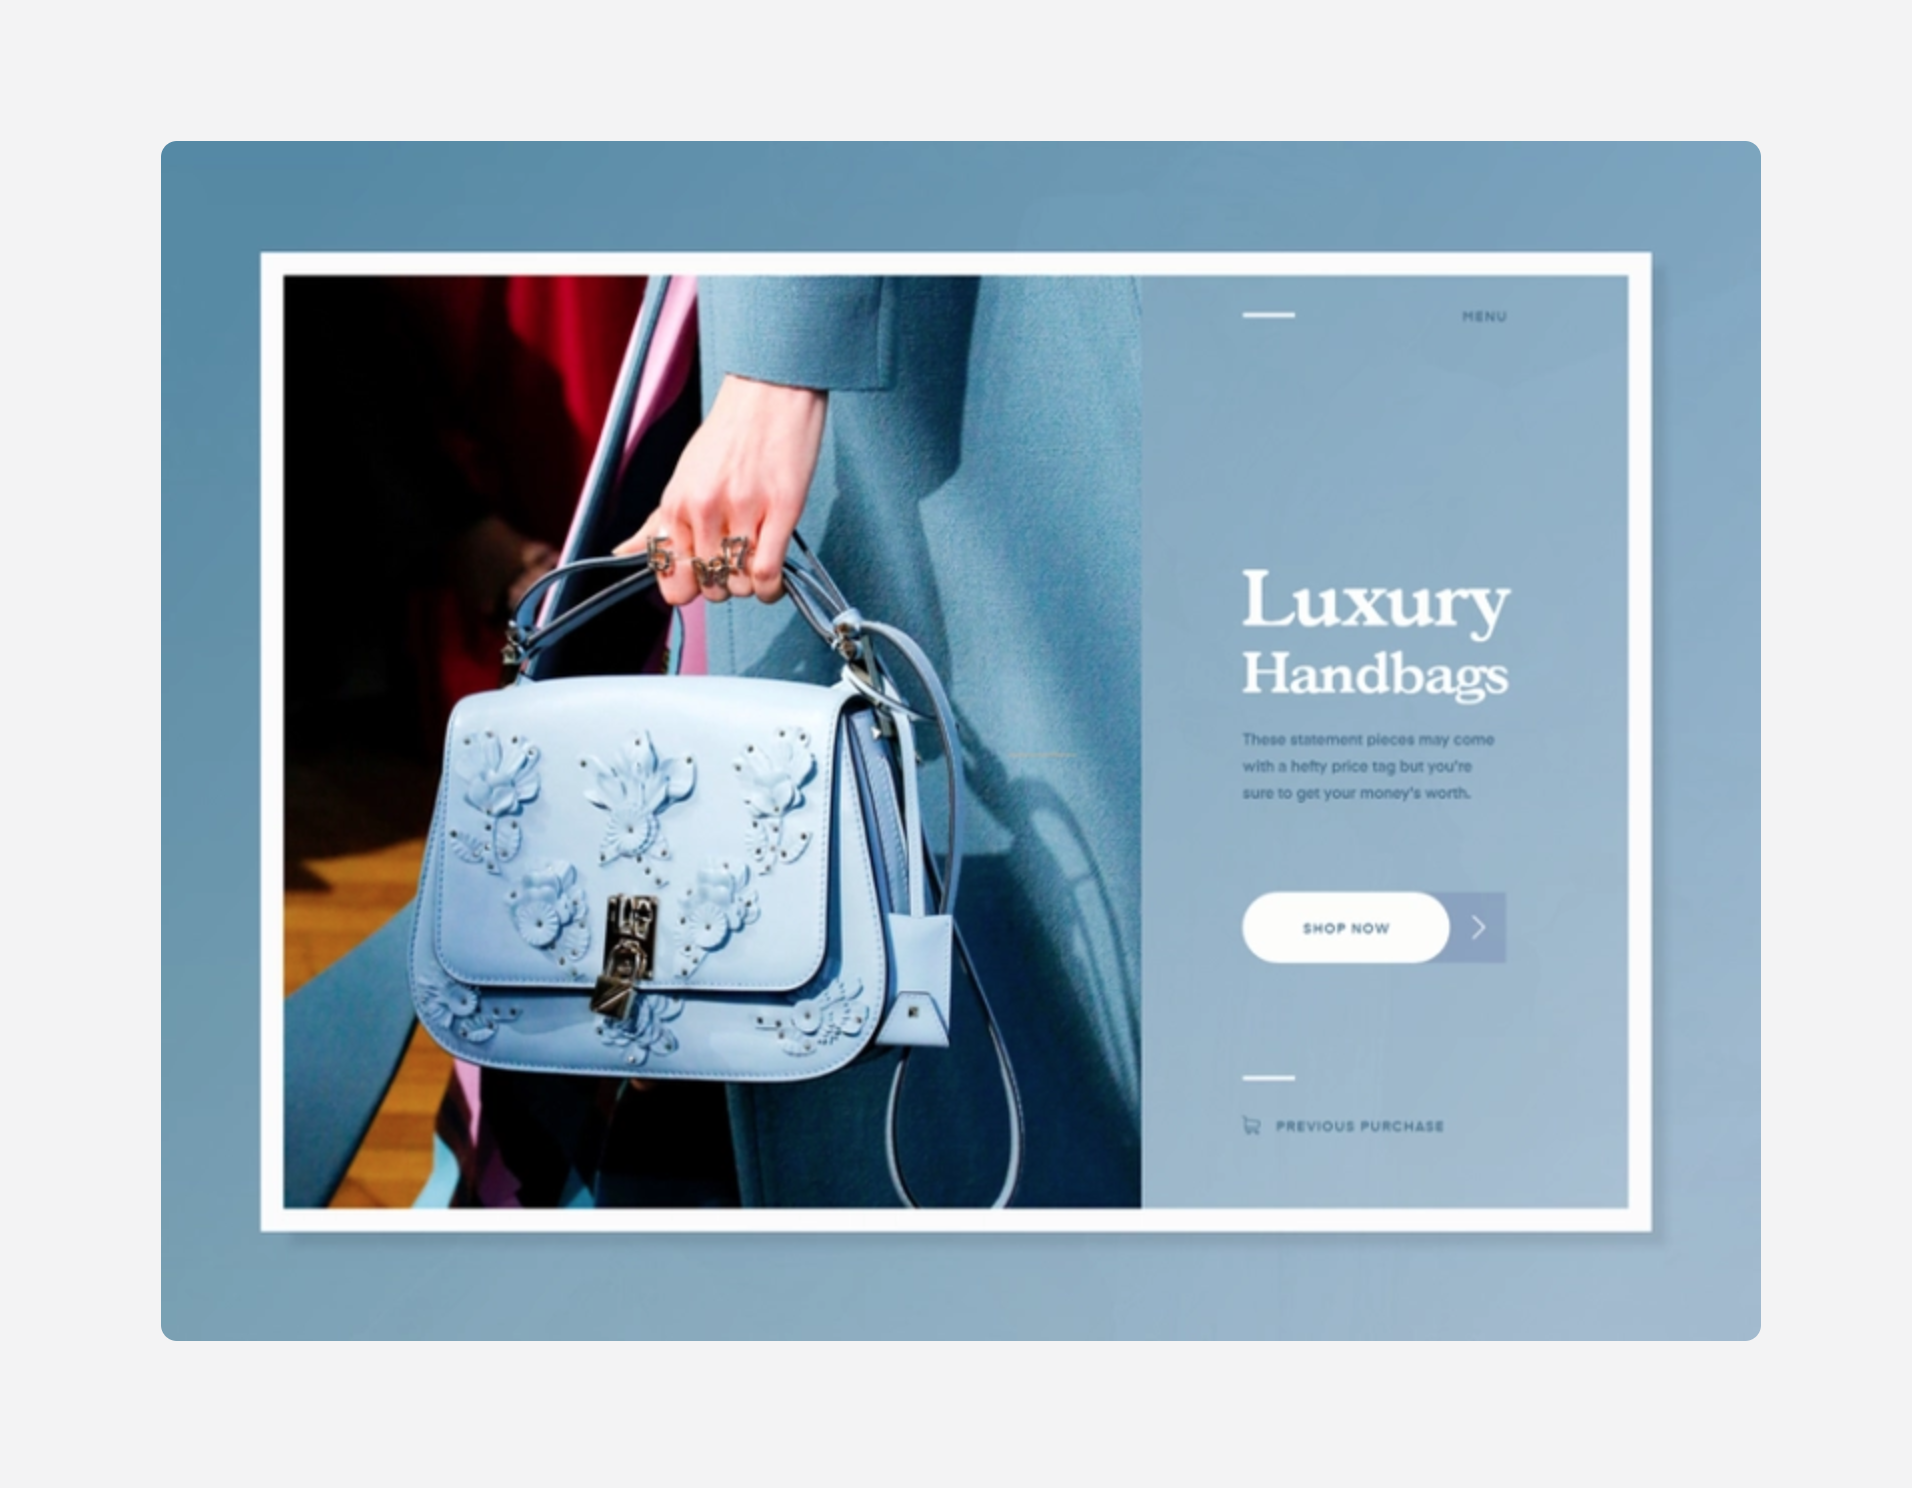 MENU
Luxury
Handbags
These statement pieces may come
with a hefty price tag but you're
sure to get your money's worth.
SHOP NOW
PREVIOUS PURCHASE